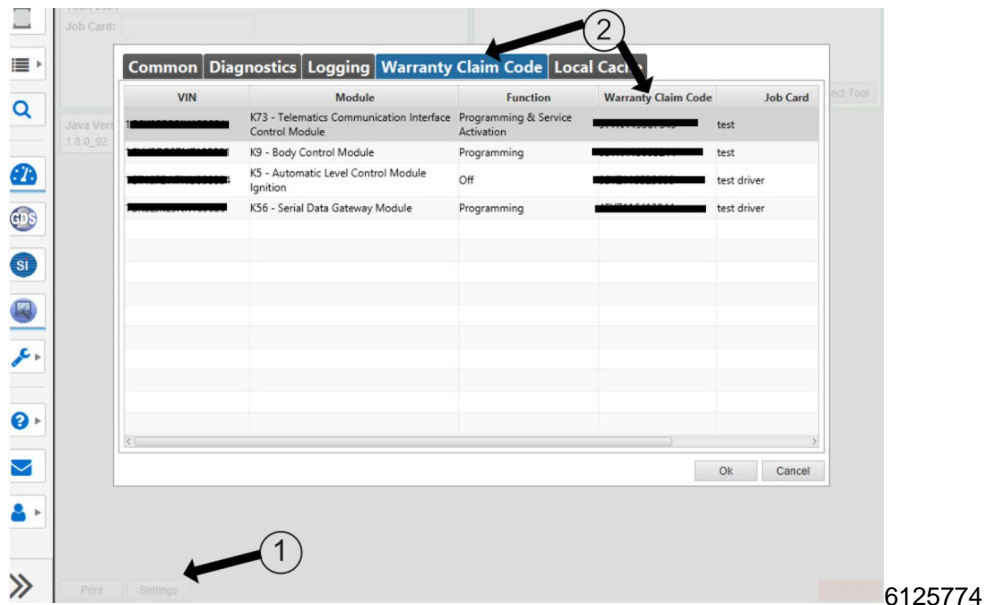 Job Card:
2
Common Diagnostics Logging Warranty Claim Code Local
VIN Module Function Warranty Claim Code Job Card
ect Tool
Java Vers
1.8.0_92
K73 - Telematics Communication Interface Control Module
Programming & Service Activation
test
K9 - Body Control Module Programming test
K5 - Automatic Level Control Module Ignition
Off test driver
K56 - Serial Data Gateway Module Programming test driver
GDS
SI
SPS
Ok Cancel
1
Print Settings
6125774